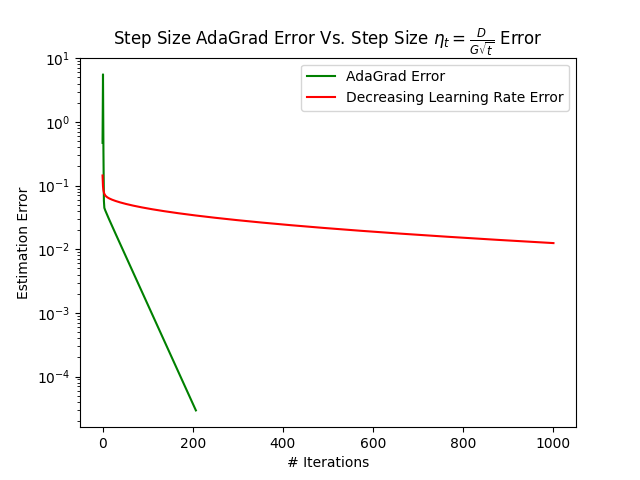 Step Size AdaGrad Error Vs. Step Size $\eta_t = \frac{D}{G\sqrt{t}}$ Error
AdaGrad Error
Decreasing Learning Rate Error
Estimation Error
10¹
10⁰
10⁻¹
10⁻²
10⁻³
10⁻⁴
0 200 400 600 800 1000
# Iterations